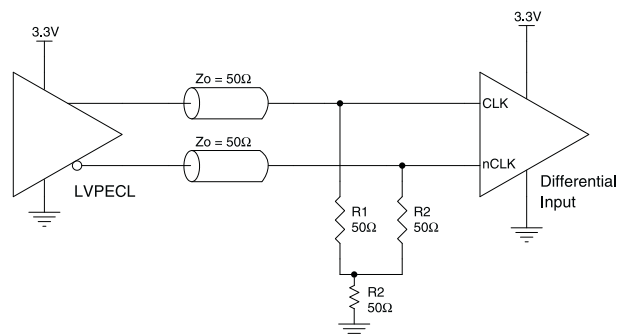 3.3V
3.3V
Zo = 50Ω
CLK
Zo = 50Ω
nCLK
LVPECL
Differential
Input
R1
50Ω
R2
50Ω
R2
50Ω